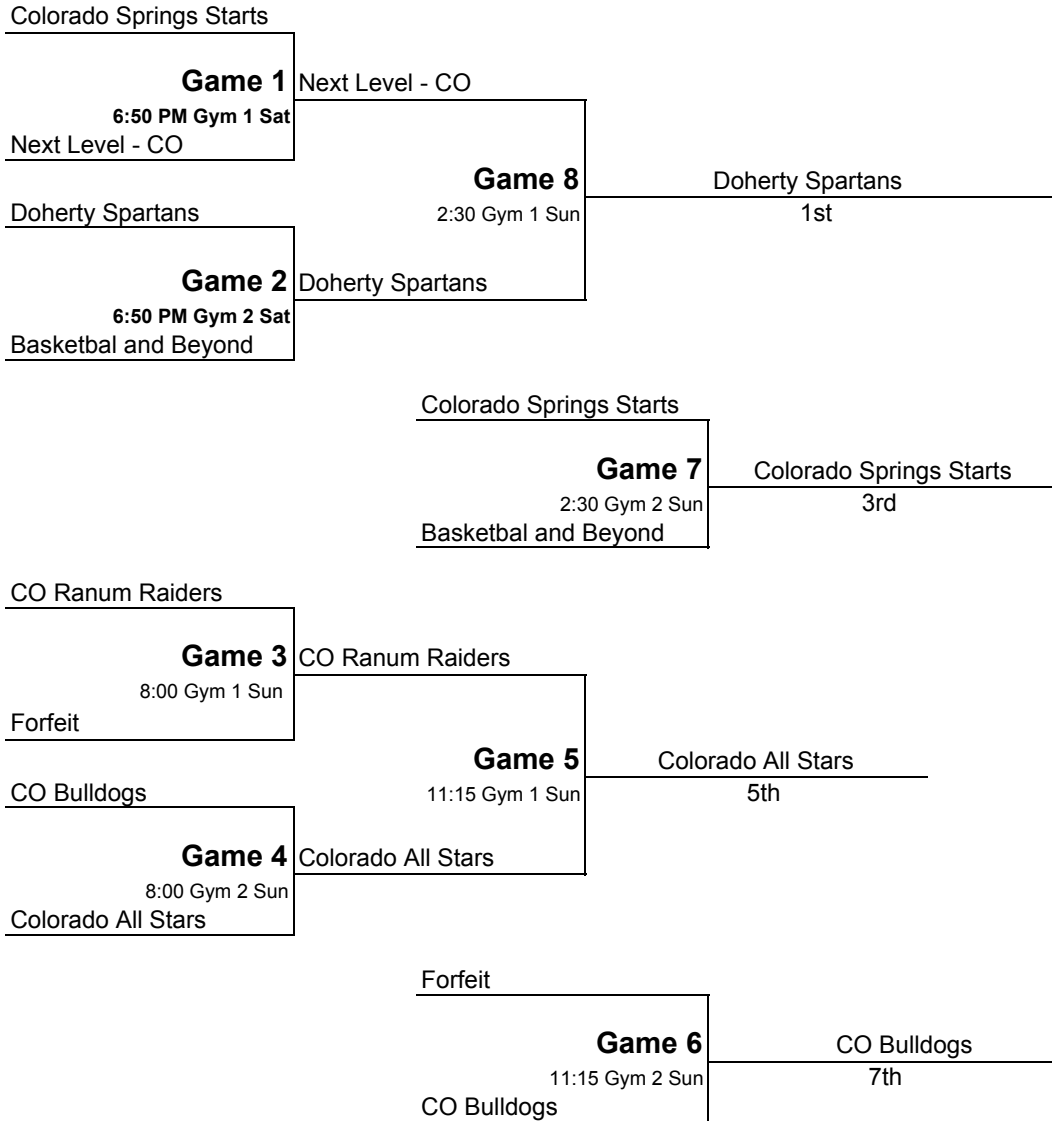 Colorado Springs Starts
Game 1 Next Level - CO
6:50 PM Gym 1 Sat
Next Level - CO
Game 8 Doherty Spartans
Doherty Spartans 2:30 Gym 1 Sun 1st
Game 2 Doherty Spartans
6:50 PM Gym 2 Sat
Basketbal and Beyond
Colorado Springs Starts
Game 7 Colorado Springs Starts
2:30 Gym 2 Sun 3rd
Basketbal and Beyond
CO Ranum Raiders
Game 3 CO Ranum Raiders
8:00 Gym 1 Sun
Forfeit
Game 5 Colorado All Stars
CO Bulldogs 11:15 Gym 1 Sun 5th
Game 4 Colorado All Stars
8:00 Gym 2 Sun
Colorado All Stars
Forfeit
Game 6 CO Bulldogs
11:15 Gym 2 Sun 7th
CO Bulldogs